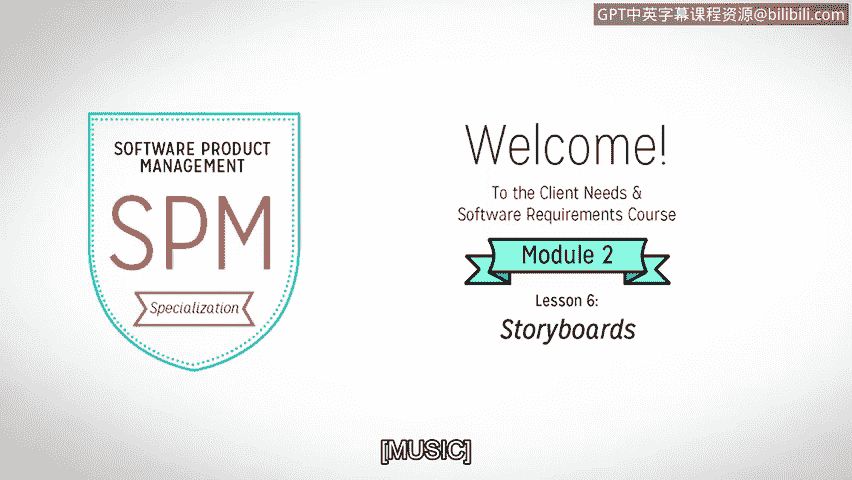 GPT中英字幕课程资源@bilibili.com
SOFTWARE PRODUCT
MANAGEMENT
SPM
Specialization
Welcome!
To the Client Needs &
Software Requirements Course
Module 2
Lesson 6:
Storyboards
[MUSIC]